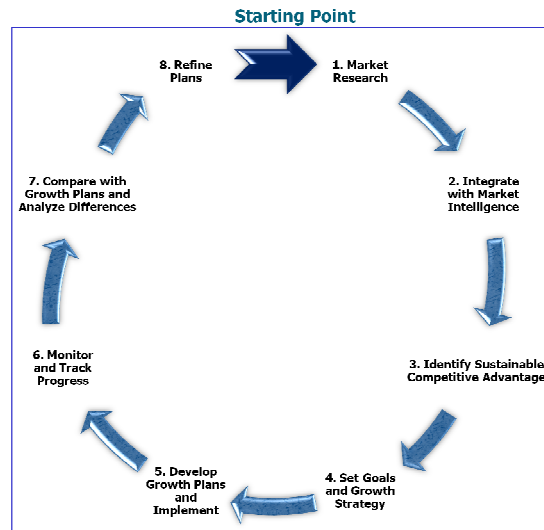 Starting Point
1. Market
Research
2. Integrate
with Market
Intelligence
3. Identify Sustainable
Competitive Advantage
4. Set Goals
and Growth
Strategy
5. Develop
Growth Plans
and
Implement
6. Monitor
and Track
Progress
7. Compare with
Growth Plans and
Analyze Differences
8. Refine
Plans